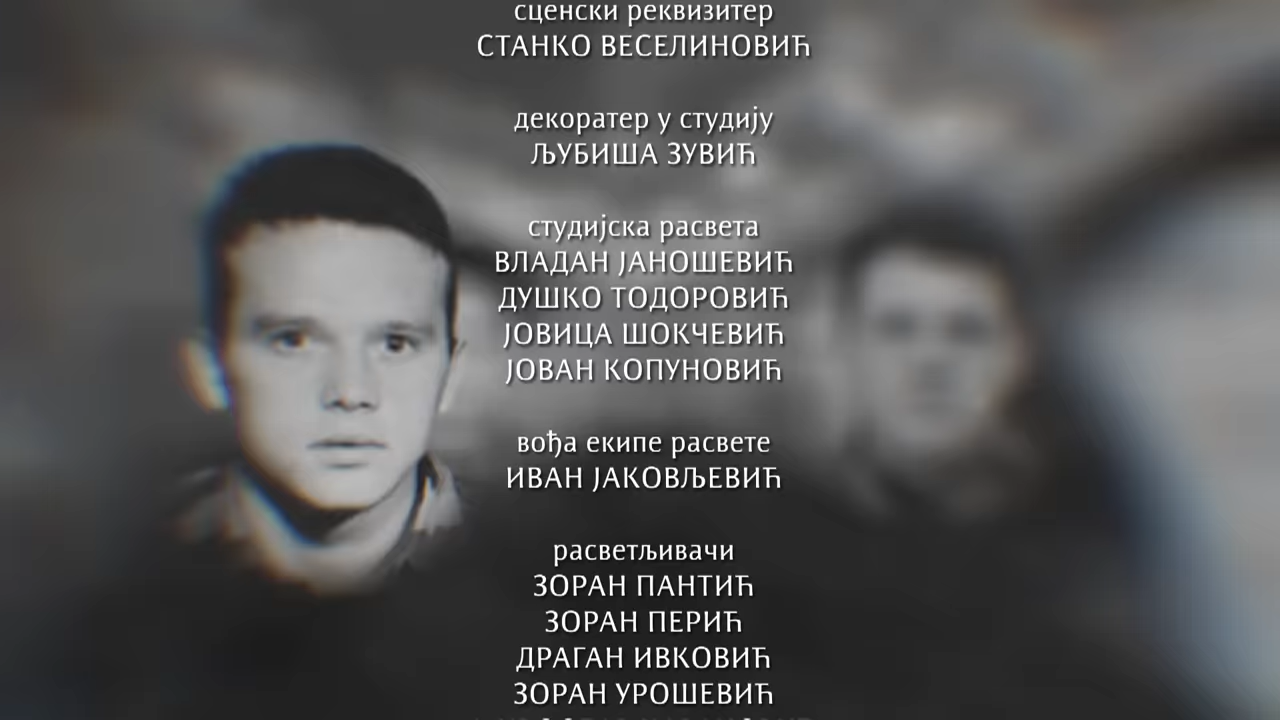 сценски реквизитер
СТАНКО ВЕСЕЛИНОВИЋ
декоратер у студију
ЉУБИША ЗУВИЋ
студијска расвета
ВЛАДАН ЈАНОШЕВИЋ
ДУШКО ТОДОРОВИЋ
ЈОВИЦА ШОКЧЕВИЋ
ЈОВАН КОПУНОВИЋ
вођа екипе расвете
ИВАН ЈАКОВЉЕВИЋ
расветљивачи
ЗОРАН ПАНТИЋ
ЗОРАН ПЕРИЋ
ДРАГАН ИВКОВИЋ
ЗОРАН УРОШЕВИЋ